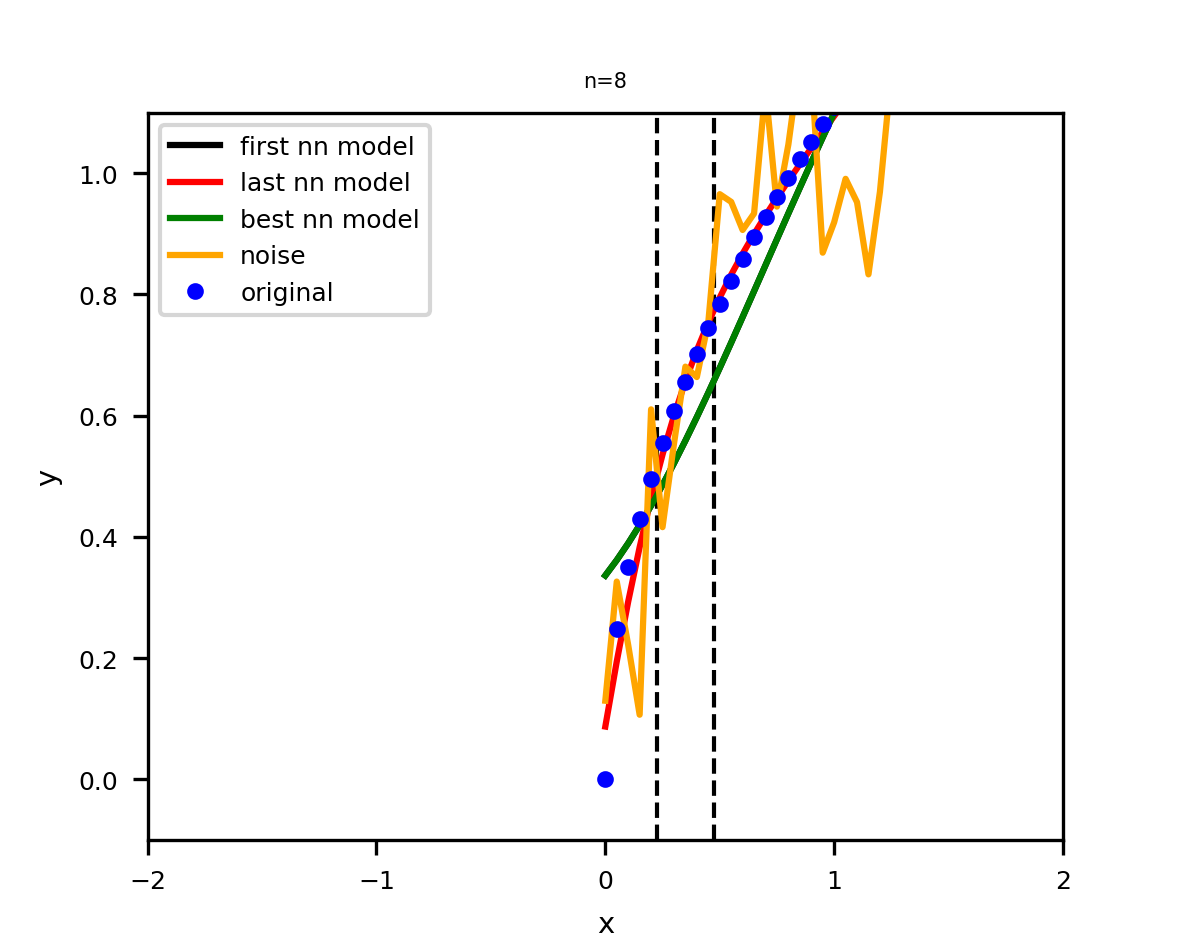 n=8
first nn model
last nn model
best nn model
noise
original
1.0
0.8
0.6
0.4
0.2
0.0
y
−2
−1
0
1
2
x